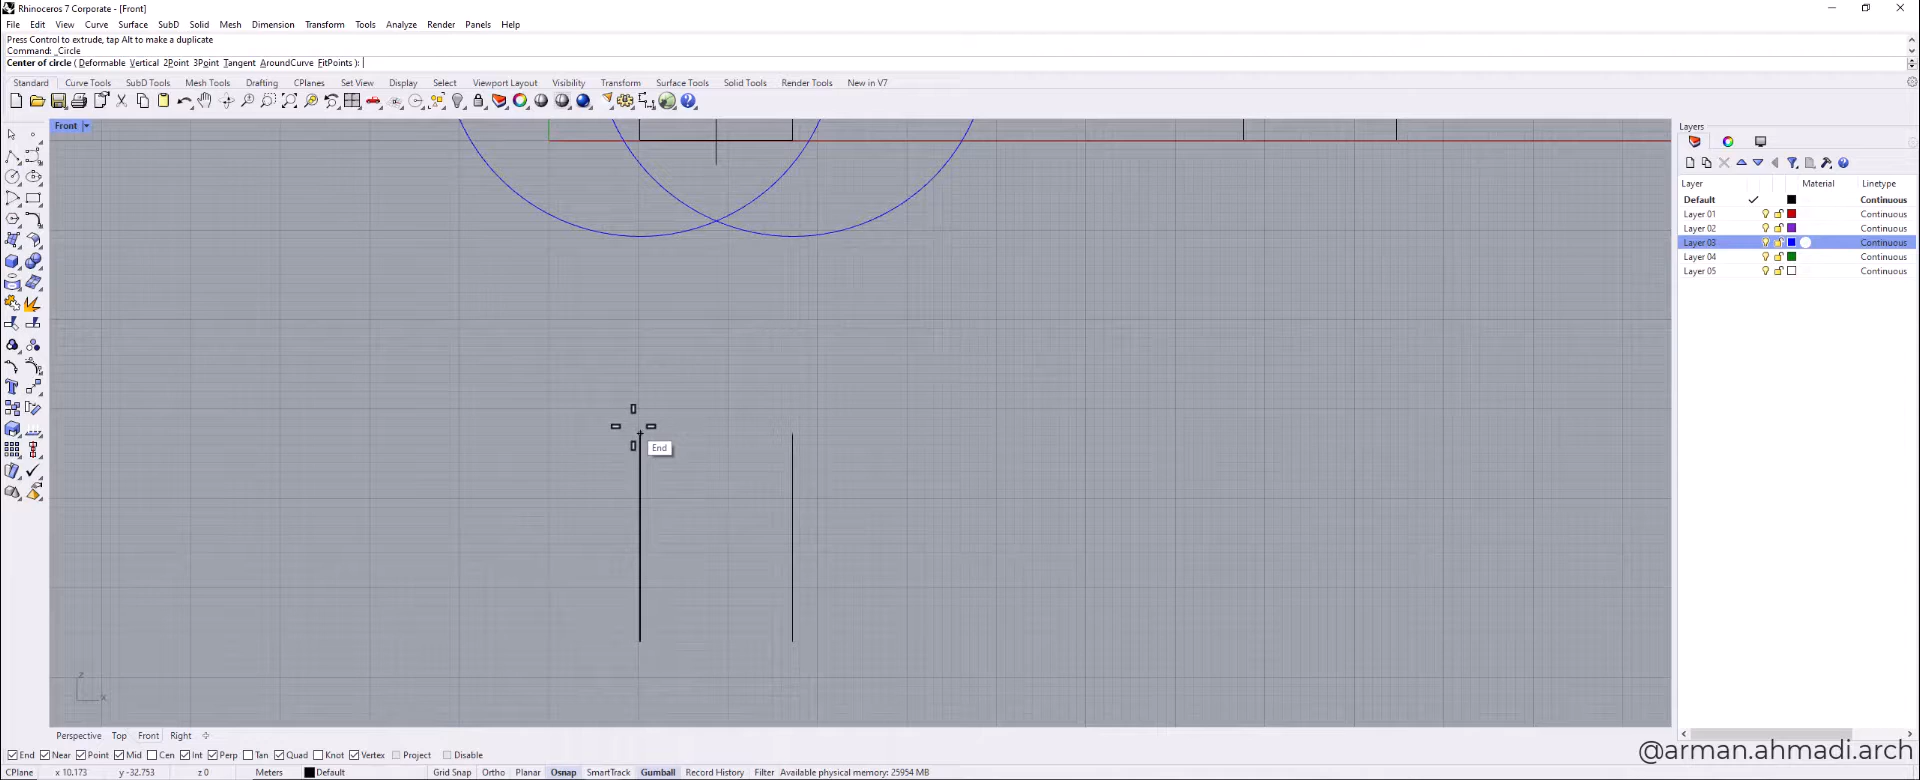 Rhinoceros 7 Corporate - [Front]
File Edit View Curve Surface SubD Solid Mesh Dimension Transform Tools Analyze Render Panels Help
Press Control to extrude, tap Alt to make a duplicate
Command: _Circle
Center of circle ( Deformable Vertical 2Point 3Point Tangent AroundCurve FitPoints ):
Standard Curve Tools SubD Tools Mesh Tools Drafting CPlanes Set View Display Select Viewport Layout Visibility Transform Surface Tools Solid Tools Render Tools New in V7
Front
Layers
Layer Material Linetype
Default Continuous
Layer 01 Continuous
Layer 02 Continuous
Layer 03 Continuous
Layer 04 Continuous
Layer 05 Continuous
End
z
x
Perspective Top Front Right
End Near Point Mid Cen Int Perp Tan Quad Knot Vertex Project Disable
@arman.ahmadi.arch
CPlane x 10.173 y -32.753 z 0 Meters Default Grid Snap Ortho Planar Osnap SmartTrack Gumball Record History Filter Available physical memory: 25954 MB